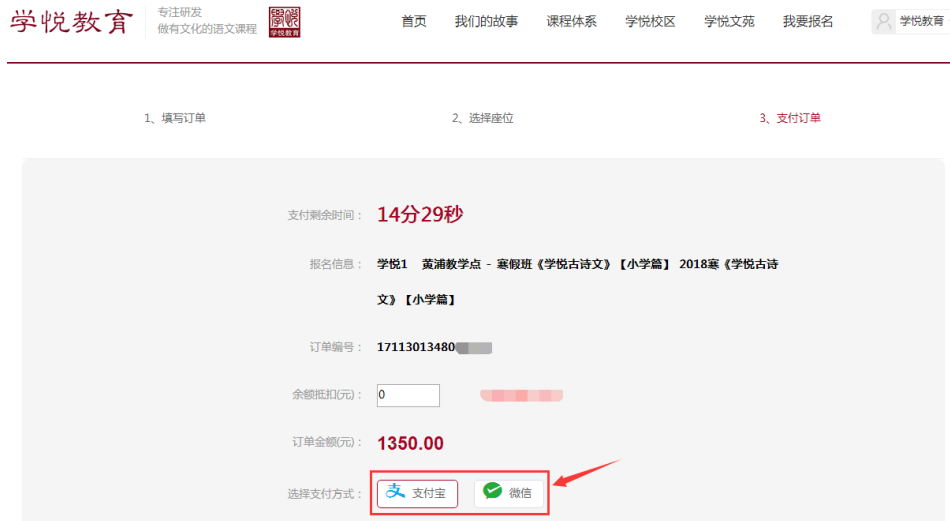 学悦教育
专注研发
做有文化的语文课程
學悦
学悦教育
首页 我们的故事 课程体系 学悦校区 学悦文苑 我要报名 学悦教育
1、填写订单 2、选择座位 3、支付订单
支付剩余时间： 14分29秒
报名信息： 学悦1 黄浦教学点 - 寒假班《学悦古诗文》【小学篇】 2018寒《学悦古诗
文》【小学篇】
订单编号： 17113013480
余额抵扣(元)： 0
订单金额(元)： 1350.00
选择支付方式： 支 支付宝 微信